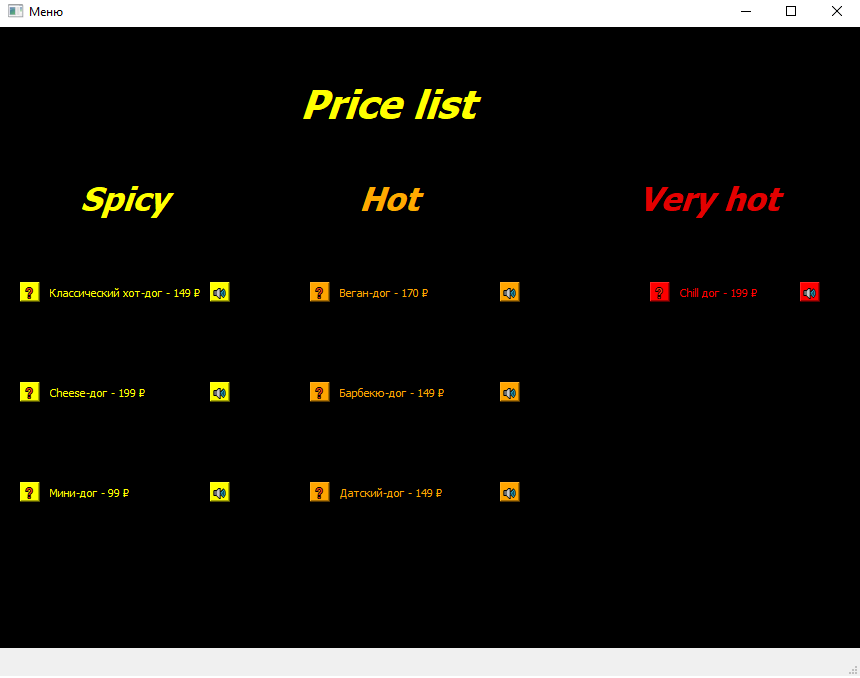 Меню
Price list
Spicy
Hot
Very hot
? Классический хот-дог - 149 ₽
? Веган-дог - 170 ₽
? Chill дог - 199 ₽
? Cheese-дог - 199 ₽
? Барбекю-дог - 149 ₽
? Мини-дог - 99 ₽
? Датский-дог - 149 ₽